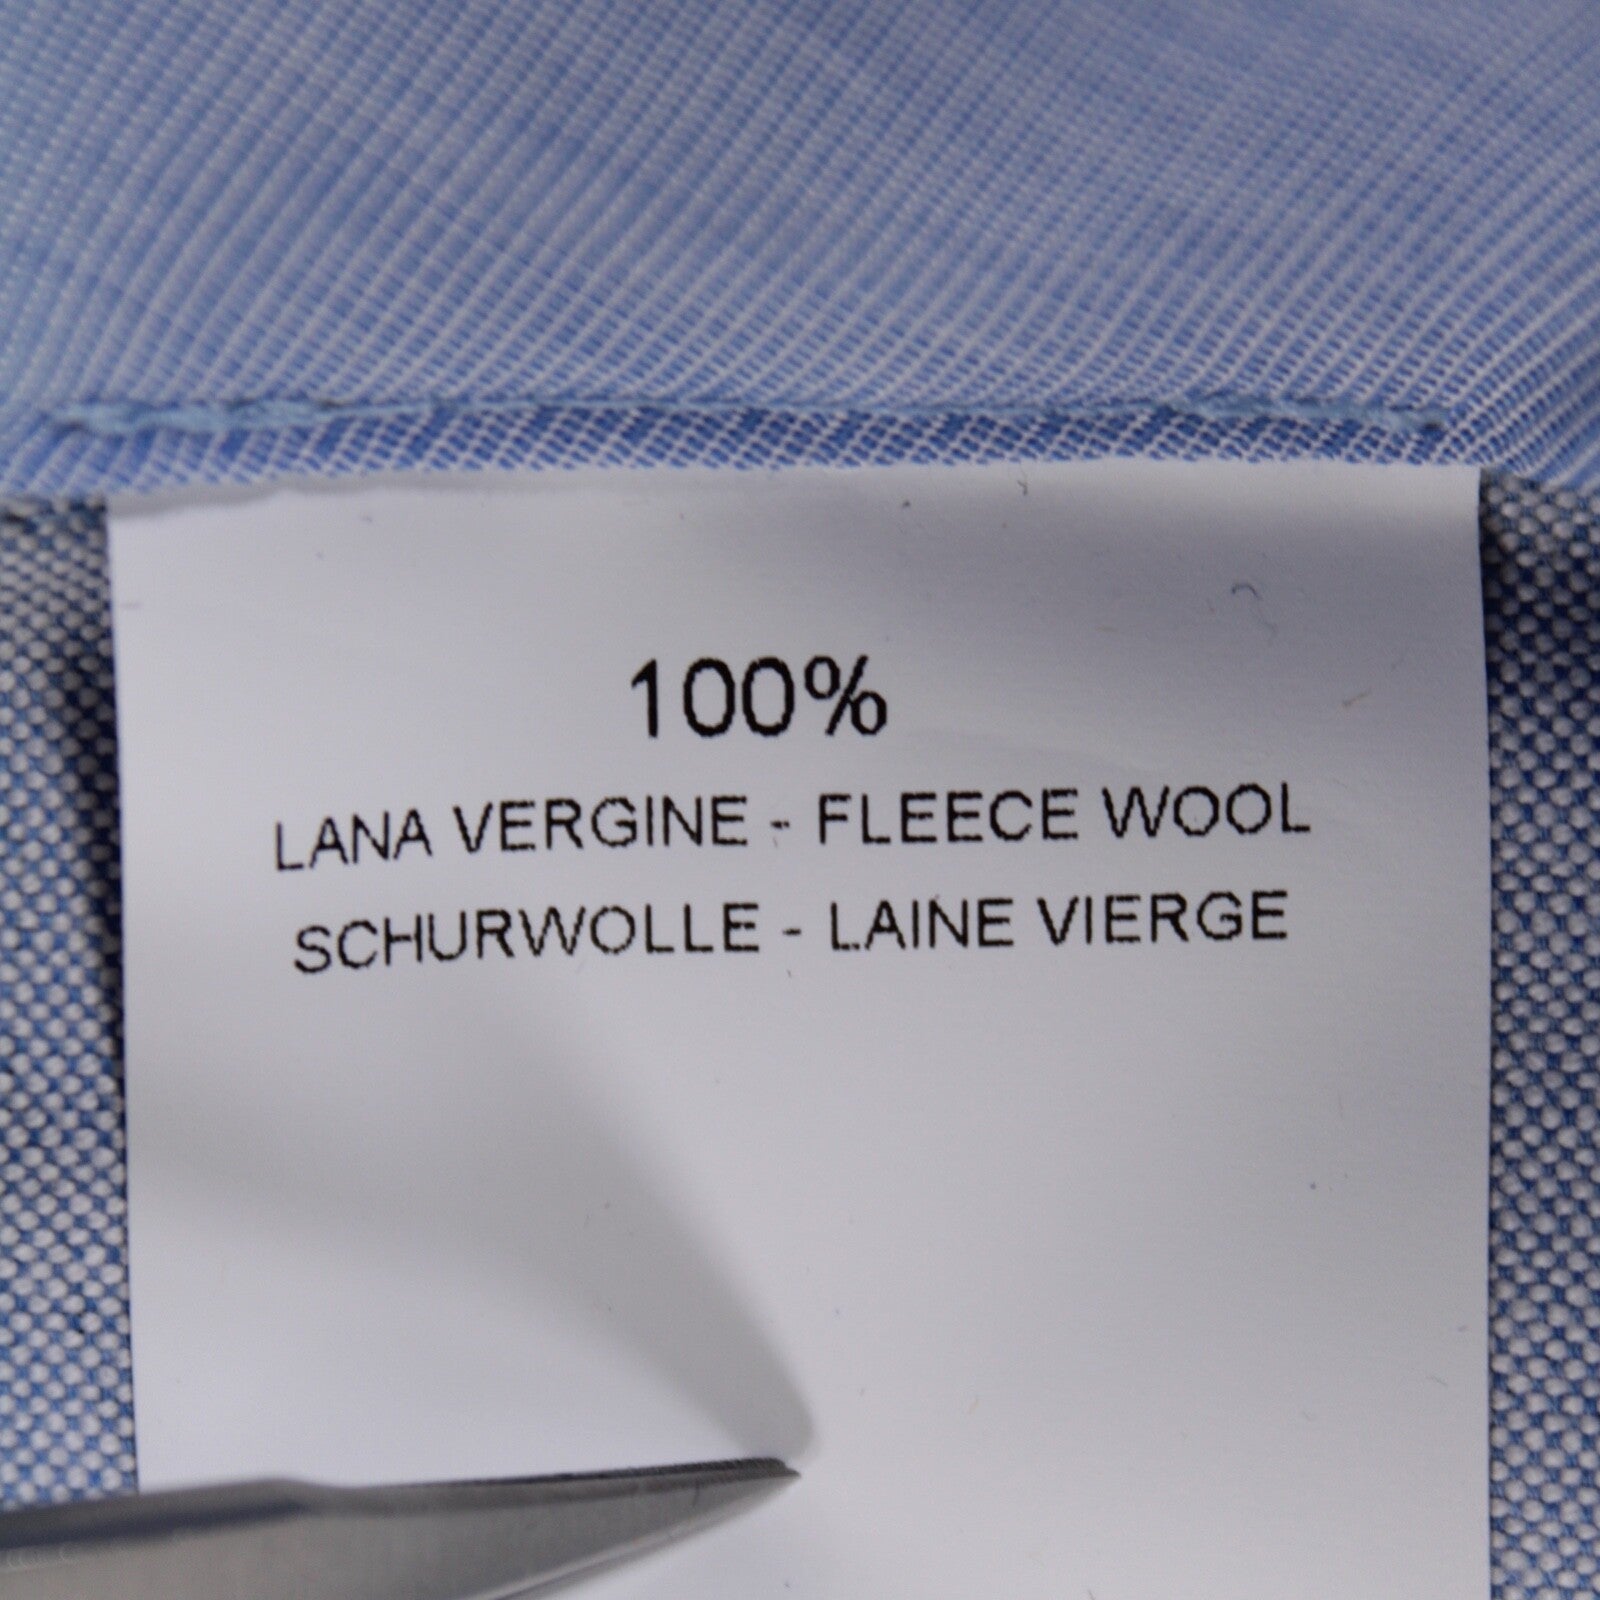 100%
LANA VERGINE - FLEECE WOOL
SCHURWOLLE - LAINE VIERGE